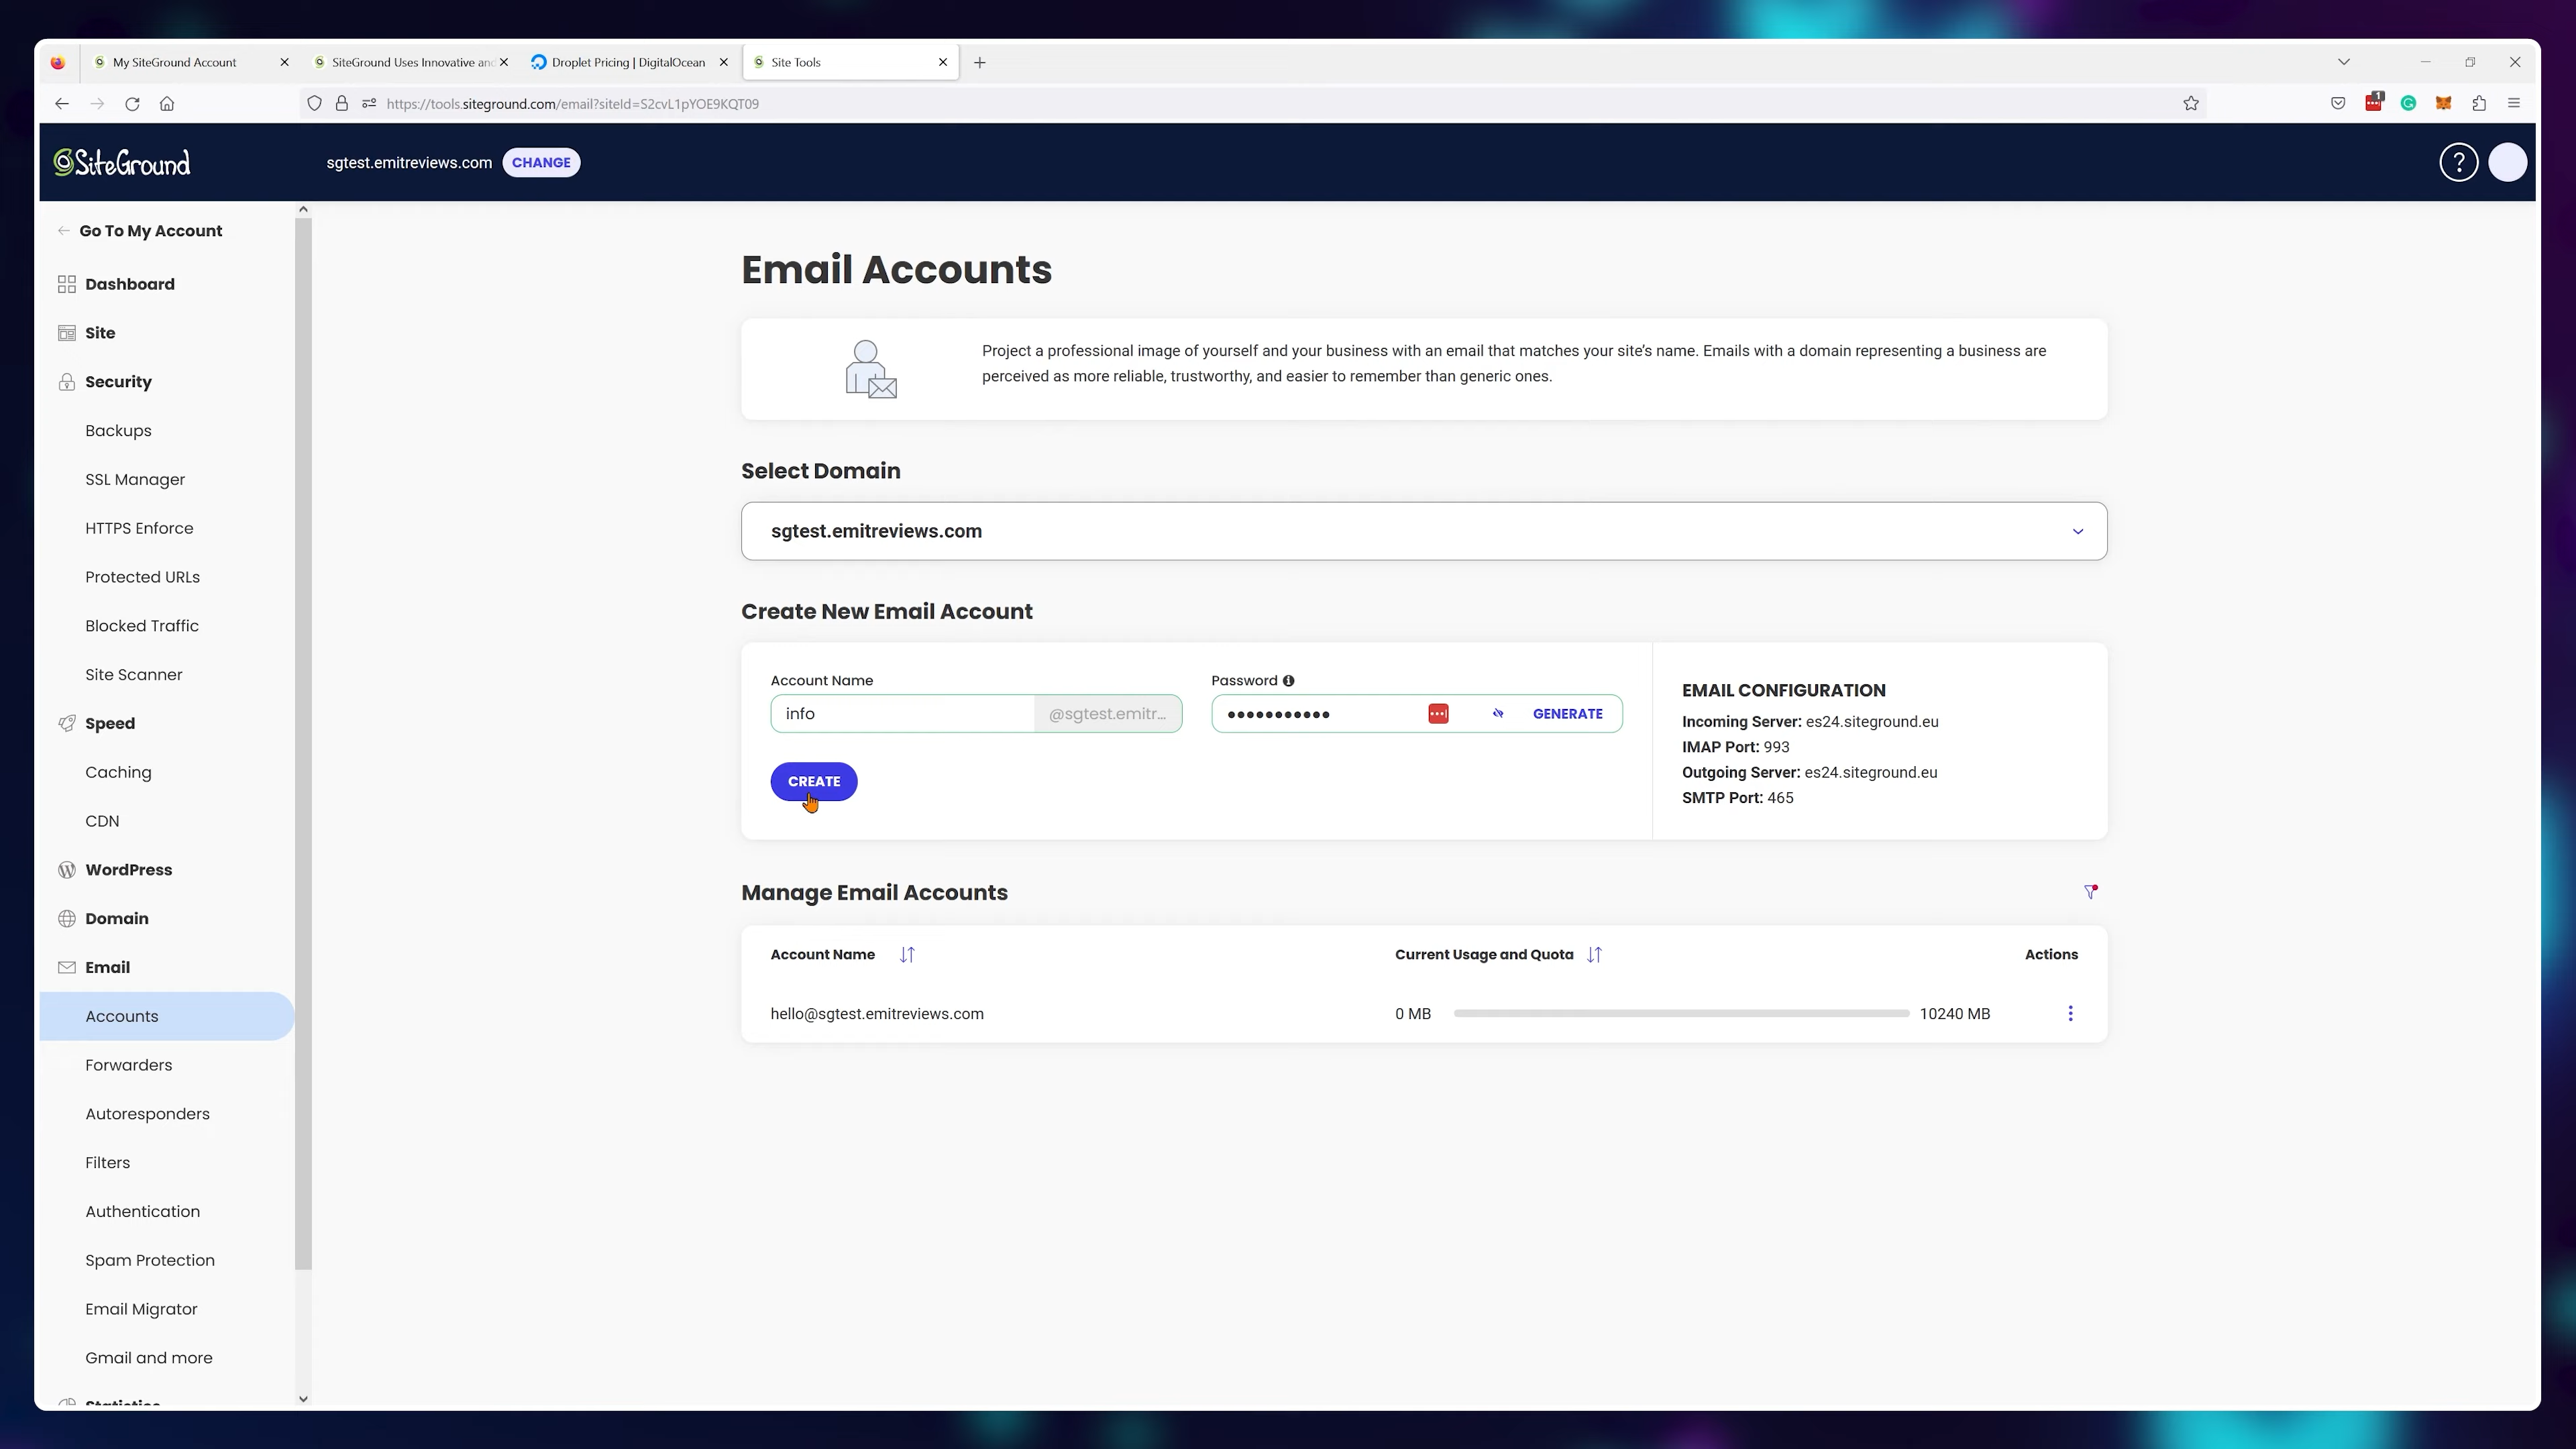 My SiteGround Account
SiteGround Uses Innovative and
Droplet Pricing | DigitalOcean
Site Tools
https://tools.siteground.com/email?siteId=S2cvL1pYOE9KQT09
1
SiteGround
sgtest.emitreviews.com
CHANGE
?
Go To My Account
Dashboard
Site
Security
Backups
SSL Manager
HTTPS Enforce
Protected URLs
Blocked Traffic
Site Scanner
Speed
Caching
CDN
WordPress
Domain
Email
Accounts
Forwarders
Autoresponders
Filters
Authentication
Spam Protection
Email Migrator
Gmail and more
Statistics
Email Accounts
Project a professional image of yourself and your business with an email that matches your site’s name. Emails with a domain representing a business are
perceived as more reliable, trustworthy, and easier to remember than generic ones.
Select Domain
sgtest.emitreviews.com
Create New Email Account
Account Name
info
@sgtest.emitr...
Password
•••••••••••
GENERATE
CREATE
EMAIL CONFIGURATION
Incoming Server: es24.siteground.eu
IMAP Port: 993
Outgoing Server: es24.siteground.eu
SMTP Port: 465
Manage Email Accounts
Account Name
Current Usage and Quota
Actions
hello@sgtest.emitreviews.com
0 MB
10240 MB